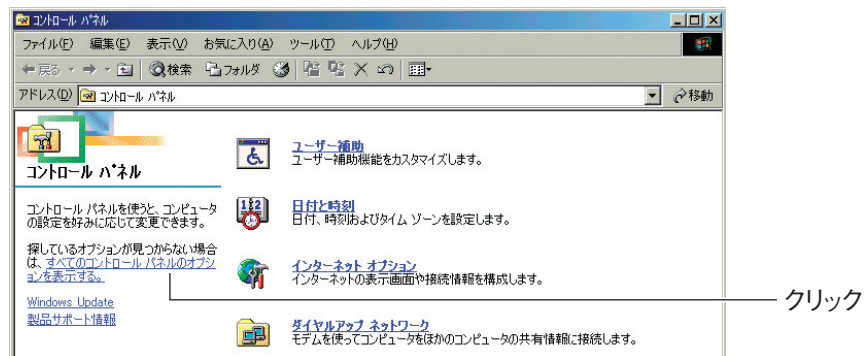 コントロール パネル
ファイル(F) 編集(E) 表示(V) お気に入り(A) ツール(T) ヘルプ(H)
戻る 検索 フォルダ
アドレス(D) コントロール パネル 移動
コントロール パネル
コントロール パネルを使うと、コンピュータ
の設定を好みに応じて変更できます。
探しているオプションが見つからない場合
は、すべてのコントロール パネルのオプシ
ョンを表示する。
Windows Update
製品サポート情報
ユーザー補助
ユーザー補助機能をカスタマイズします。
日付と時刻
日付、時刻およびタイム ゾーンを設定します。
インターネット オプション
インターネットの表示画面や接続情報を構成します。
ダイヤルアップ ネットワーク
モデムを使ってコンピュータをほかのコンピュータの共有情報に接続します。
クリック